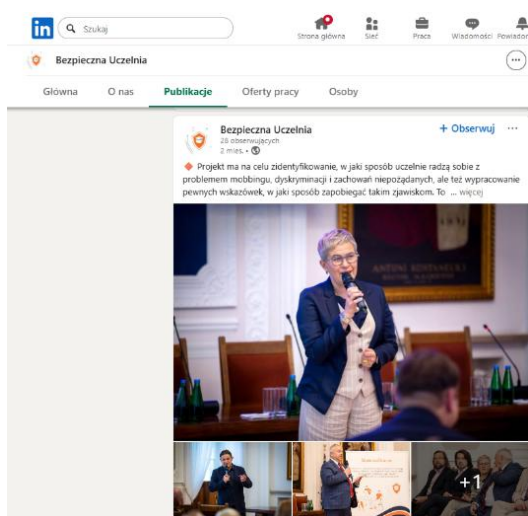 in
Szukaj
Strona główna
Sieć
Praca
Wiadomości
Powiadom
Bezpieczna Uczelnia
Główna
O nas
Publikacje
Oferty pracy
Osoby
Bezpieczna Uczelnia
28 obserwujących
2 mies. •
+ Obserwuj
Projekt ma na celu zidentyfikowanie, w jaki sposób uczelnie radzą sobie z
problemem mobbingu, dyskryminacji i zachowań niepożądanych, ale też wypracowanie
pewnych wskazówek, w jaki sposób zapobiegać takim zjawiskom. To ... więcej
+1